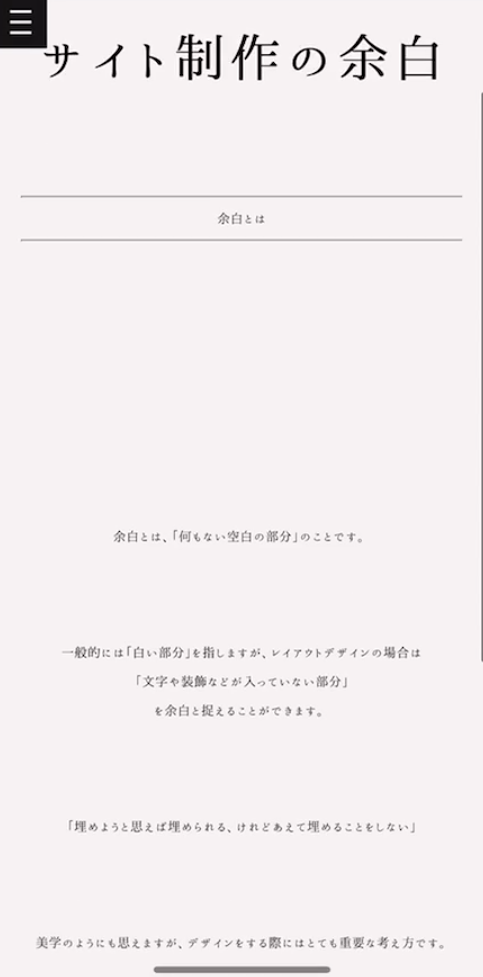 サイト制作の余白
余白とは
余白とは、「何もない空白の部分」のことです。
一般的には「白い部分」を指しますが、レイアウトデザインの場合は
「文字や装飾などが入っていない部分」
を余白と捉えることができます。
「埋めようと思えば埋められる、けれどあえて埋めることをしない」
美学のようにも思えますが、デザインをする際にはとても重要な考え方です。